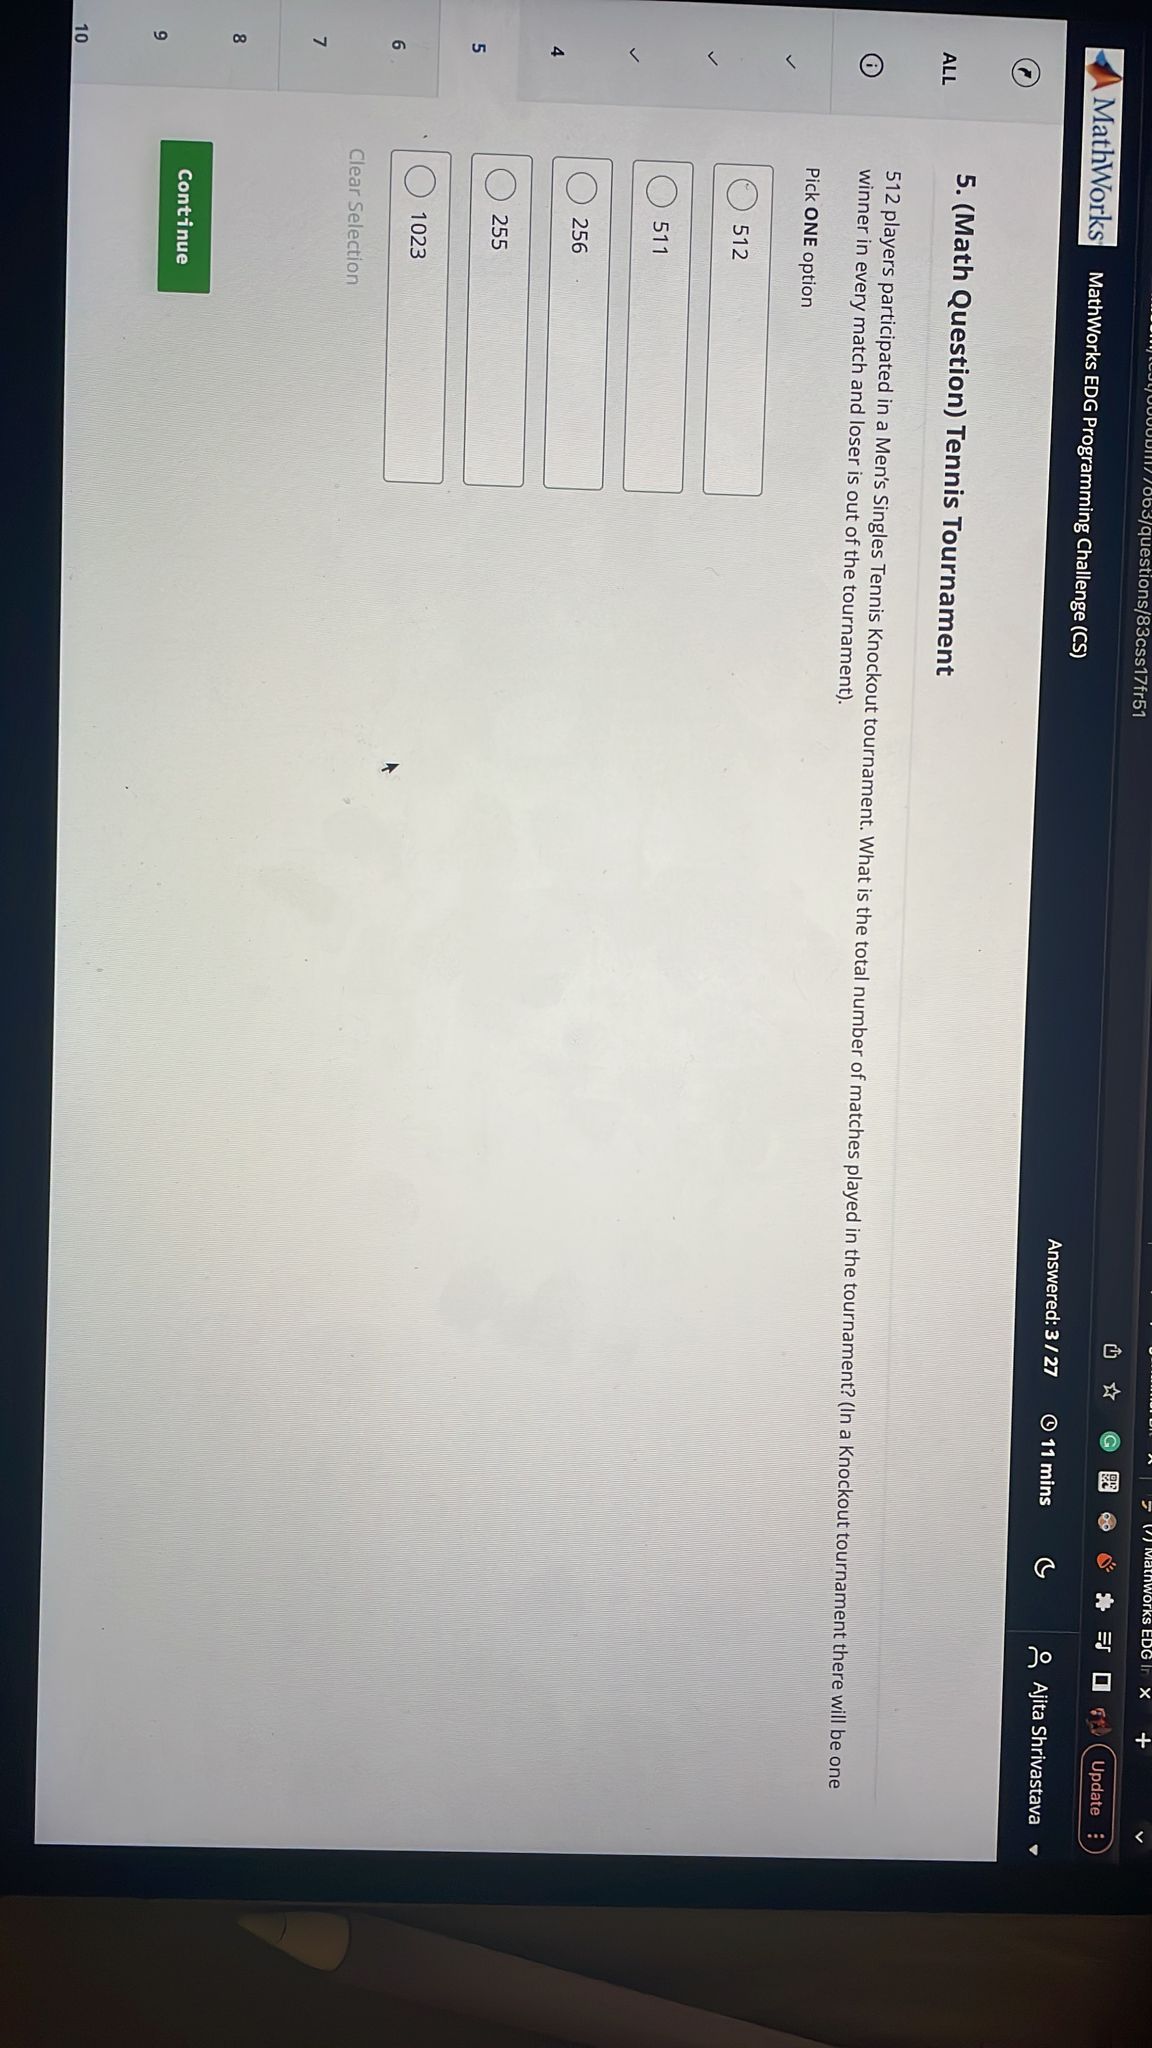 /questions/83css17fr51
MathWorks EDG
Update
MathWorks
MathWorks EDG Programming Challenge (CS)
Answered: 3 / 27
11 mins
Ajita Shrivastava
ALL
5. (Math Question) Tennis Tournament
512 players participated in a Men's Singles Tennis Knockout tournament. What is the total number of matches played in the tournament? (In a Knockout tournament there will be one
winner in every match and loser is out of the tournament).
Pick ONE option
512
511
256
255
1023
Clear Selection
Continue
4
5
6
7
8
9
10